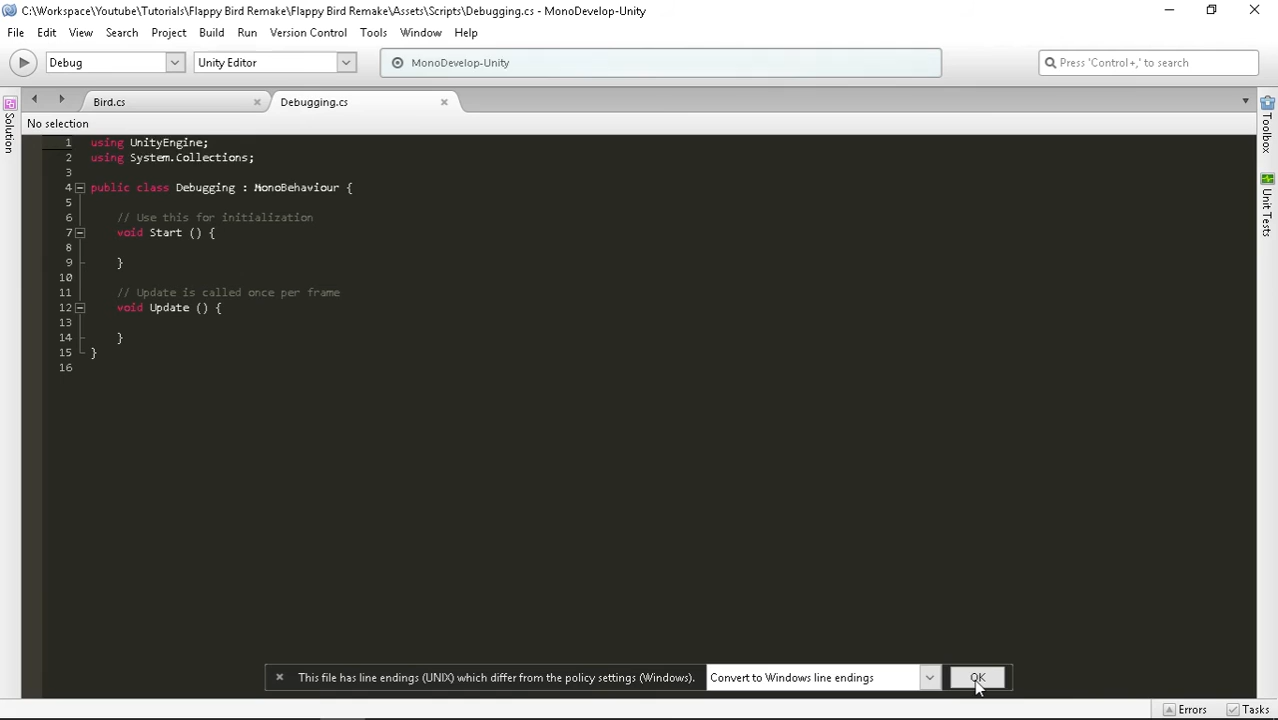 C:\Workspace\Youtube\Tutorials\Flappy Bird Remake\Flappy Bird Remake\Assets\Scripts\Debugging.cs - MonoDevelop-Unity
File Edit View Search Project Build Run Version Control Tools Window Help
Debug Unity Editor MonoDevelop-Unity Press 'Control+,' to search
Bird.cs Debugging.cs
No selection
Solution
Toolbox
Unit Tests
1 using UnityEngine;
2 using System.Collections;
3
4 public class Debugging : MonoBehaviour {
5
6 // Use this for initialization
7 void Start () {
8
9 }
10
11 // Update is called once per frame
12 void Update () {
13
14 }
15 }
16
This file has line endings (UNIX) which differ from the policy settings (Windows). Convert to Windows line endings OK
Errors Tasks